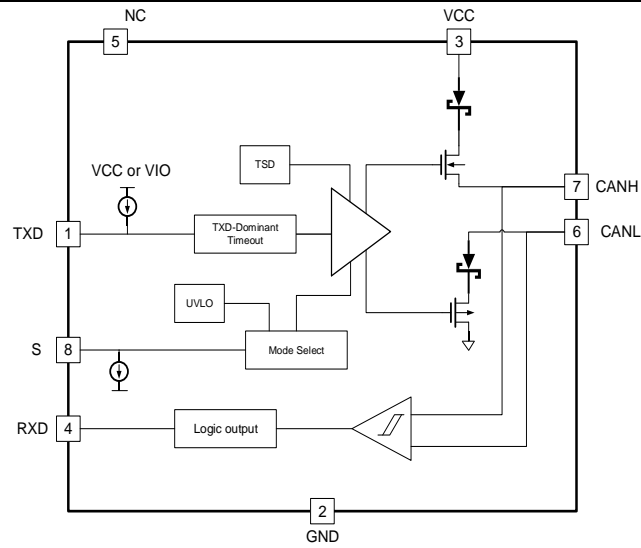 NC
VCC
5
3
TSD
VCC or VIO
7
CANH
TXD
1
TXD-Dominant
Timeout
6
CANL
UVLO
S
8
Mode Select
RXD
4
Logic output
2
GND